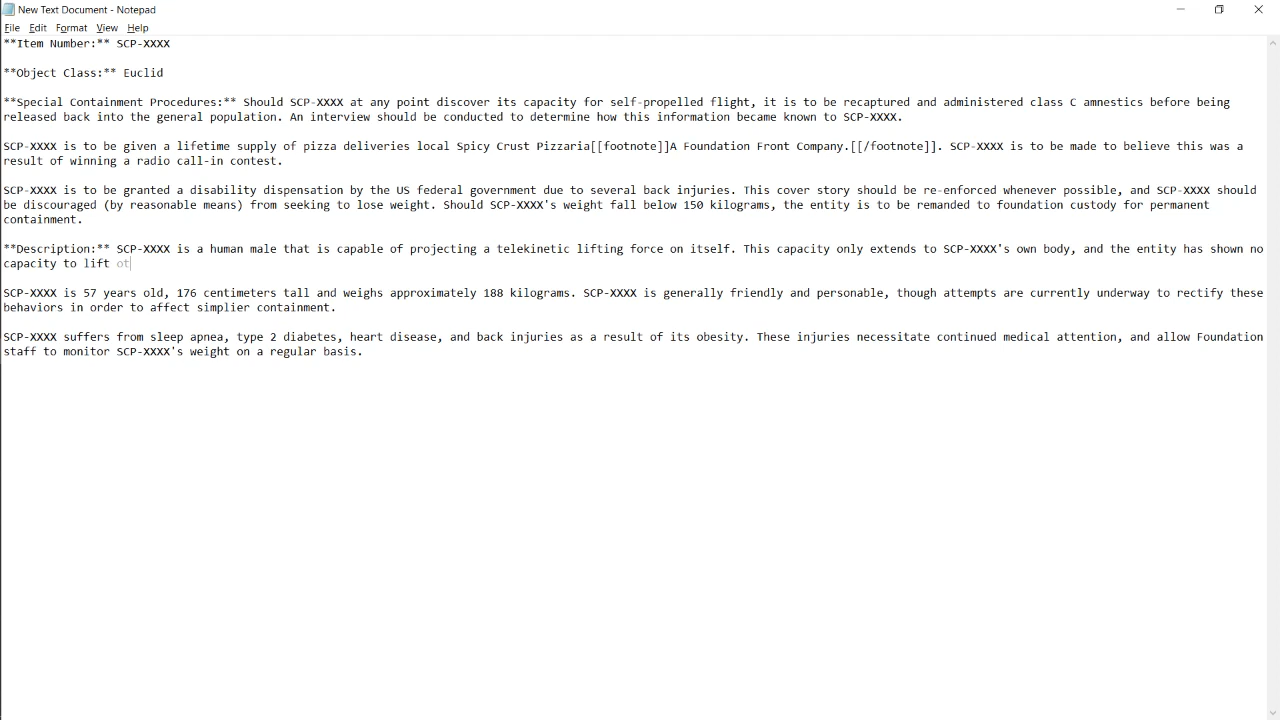 New Text Document - Notepad
File Edit Format View Help
**Item Number:** SCP-XXXX
**Object Class:** Euclid
**Special Containment Procedures:** Should SCP-XXXX at any point discover its capacity for self-propelled flight, it is to be recaptured and administered class C amnestics before being
released back into the general population. An interview should be conducted to determine how this information became known to SCP-XXXX.
SCP-XXXX is to be given a lifetime supply of pizza deliveries local Spicy Crust Pizzaria[[footnote]]A Foundation Front Company.[[/footnote]]. SCP-XXXX is to be made to believe this was a
result of winning a radio call-in contest.
SCP-XXXX is to be granted a disability dispensation by the US federal government due to several back injuries. This cover story should be re-enforced whenever possible, and SCP-XXXX should
be discouraged (by reasonable means) from seeking to lose weight. Should SCP-XXXX's weight fall below 150 kilograms, the entity is to be remanded to foundation custody for permanent
containment.
**Description:** SCP-XXXX is a human male that is capable of projecting a telekinetic lifting force on itself. This capacity only extends to SCP-XXXX's own body, and the entity has shown no
capacity to lift ot
SCP-XXXX is 57 years old, 176 centimeters tall and weighs approximately 188 kilograms. SCP-XXXX is generally friendly and personable, though attempts are currently underway to rectify these
behaviors in order to affect simplier containment.
SCP-XXXX suffers from sleep apnea, type 2 diabetes, heart disease, and back injuries as a result of its obesity. These injuries necessitate continued medical attention, and allow Foundation
staff to monitor SCP-XXXX's weight on a regular basis.